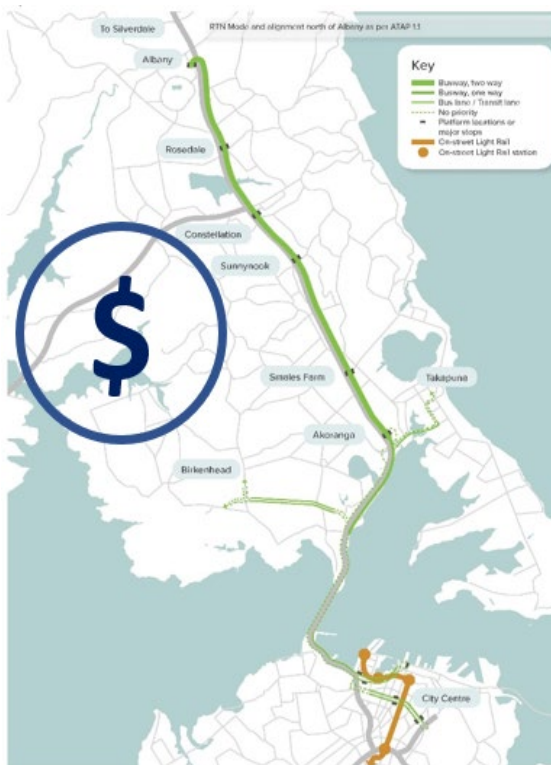 To Silverdale
RTN Mode and alignment north of Albany as per ATAP 1.1
Albany
Key
Busway, two way
Busway, one way
Bus lane / Transit lane
No priority
Platform locations or
major stops
On-street Light Rail
On-street Light Rail station
Rosedale
Constellation
Sunnynook
$
Smales Farm
Takapuna
Akoranga
Birkenhead
City Centre